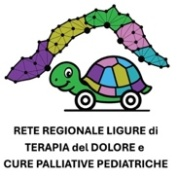 RETE REGIONALE LIGURE di
TERAPIA del DOLORE e
CURE PALLIATIVE PEDIATRICHE